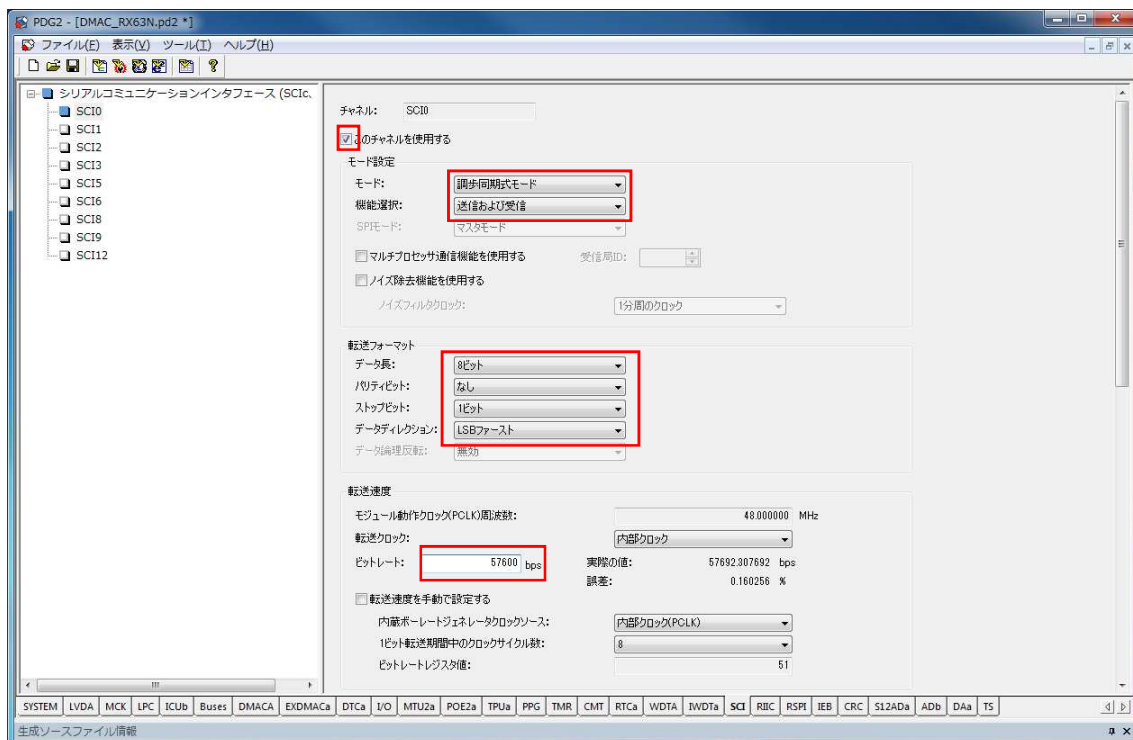 PDG2 - [DMAC_RX63N.pd2 *]
ファイル(F) 表示(V) ツール(T) ヘルプ(H)
シリアルコミュニケーションインタフェース (SCIc,
SCI0
SCI1
SCI2
SCI3
SCI5
SCI6
SCI8
SCI9
SCI12
チャネル: SCI0
このチャネルを使用する
モード設定
モード: 調歩同期式モード
機能選択: 送信および受信
SPIモード: マスタモード
マルチプロセッサ通信機能を使用する 受信局ID:
ノイズ除去機能を使用する
ノイズフィルタクロック: 1分周のクロック
転送フォーマット
データ長: 8ビット
パリティビット: なし
ストップビット: 1ビット
データディレクション: LSBファースト
データ論理反転: 無効
転送速度
モジュール動作クロック(PCLK)周波数: 48.000000 MHz
転送クロック: 内部クロック
ビットレート: 57600 bps 実際の値: 57692.307692 bps
誤差: 0.160256 %
転送速度を手動で設定する
内蔵ボーレートジェネレータクロックソース: 内部クロック(PCLK)
1ビット転送期間中のクロックサイクル数: 8
ビットレートレジスタ値: 51
SYSTEM LVDA MCK LPC ICUb Buses DMACA EXDMACa DTCa I/O MTU2a POE2a TPUa PPG TMR CMT RTCa WDTA IWDTa SCI RIIC RSPI IEB CRC S12ADa ADb DAa TS
生成ソースファイル情報